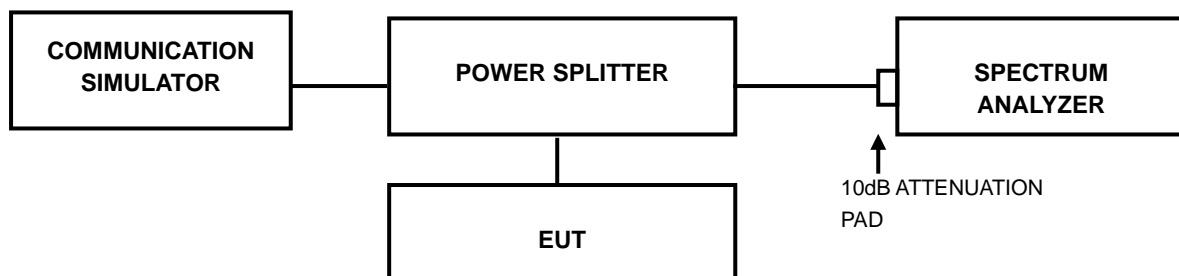 COMMUNICATION
SIMULATOR
POWER SPLITTER
SPECTRUM
ANALYZER
10dB ATTENUATION
PAD
EUT